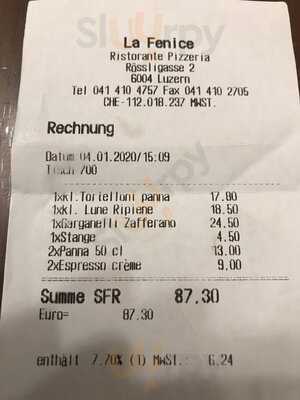 La Fenice
Ristorante Pizzeria
Rössligasse 2
6004 Luzern
Tel 041 410 4757 Fax 041 410 2705
CHE-112.018.237 MWST.
Rechnung
Datum 04.01.2020/15:09
Tisch 700
1xkl.Tortelloni panna 17.80
1xkl. Lune Ripiene 18.50
1xGarganelli Zafferano 24.50
1xStange 4.50
2xPanna 50 cl 13.00
2xEspresso crème 9.00
Summe SFR 87.30
Euro= 87.30
enthält 7.70% (1) MwSt.: 6.24